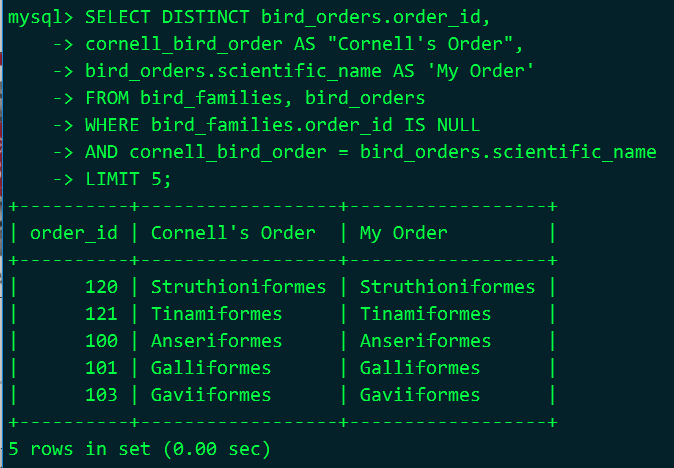 mysql> SELECT DISTINCT bird_orders.order_id,
    -> cornell_bird_order AS "Cornell's Order",
    -> bird_orders.scientific_name AS 'My Order'
    -> FROM bird_families, bird_orders
    -> WHERE bird_families.order_id IS NULL
    -> AND cornell_bird_order = bird_orders.scientific_name
    -> LIMIT 5;
+----------+------------------+------------------+
| order_id | Cornell's Order  | My Order         |
+----------+------------------+------------------+
|      120 | Struthioniformes | Struthioniformes |
|      121 | Tinamiformes     | Tinamiformes     |
|      100 | Anseriformes     | Anseriformes     |
|      101 | Galliformes      | Galliformes      |
|      103 | Gaviiformes      | Gaviiformes      |
+----------+------------------+------------------+
5 rows in set (0.00 sec)